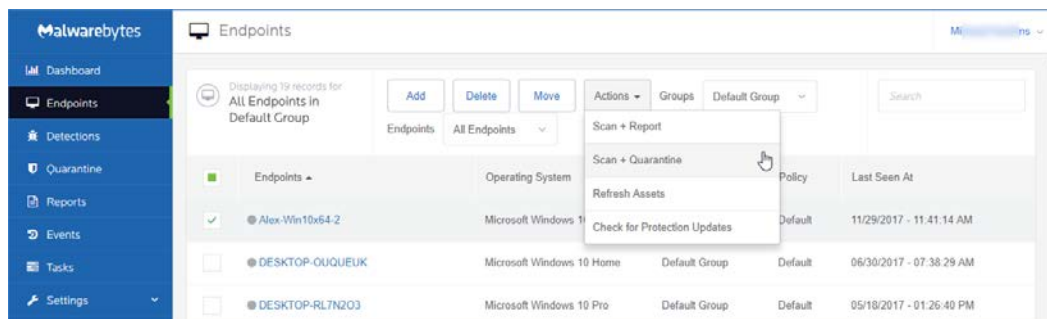 Malwarebytes
Endpoints
Mi ns
Dashboard
Endpoints
Detections
Quarantine
Reports
Events
Tasks
Settings
Displaying 19 records for
All Endpoints in
Default Group
Add Delete Move Actions Groups Default Group Search
Endpoints All Endpoints
Scan + Report
Scan + Quarantine
Refresh Assets
Check for Protection Updates
Endpoints Operating System Policy Last Seen At
Alex-Win10x64-2 Microsoft Windows 1 Default 11/29/2017 - 11:41:14 AM
DESKTOP-OUQUEUK Microsoft Windows 10 Home Default Group Default 06/30/2017 - 07:38:29 AM
DESKTOP-RL7N2O3 Microsoft Windows 10 Pro Default Group Default 05/18/2017 - 01:26:40 PM